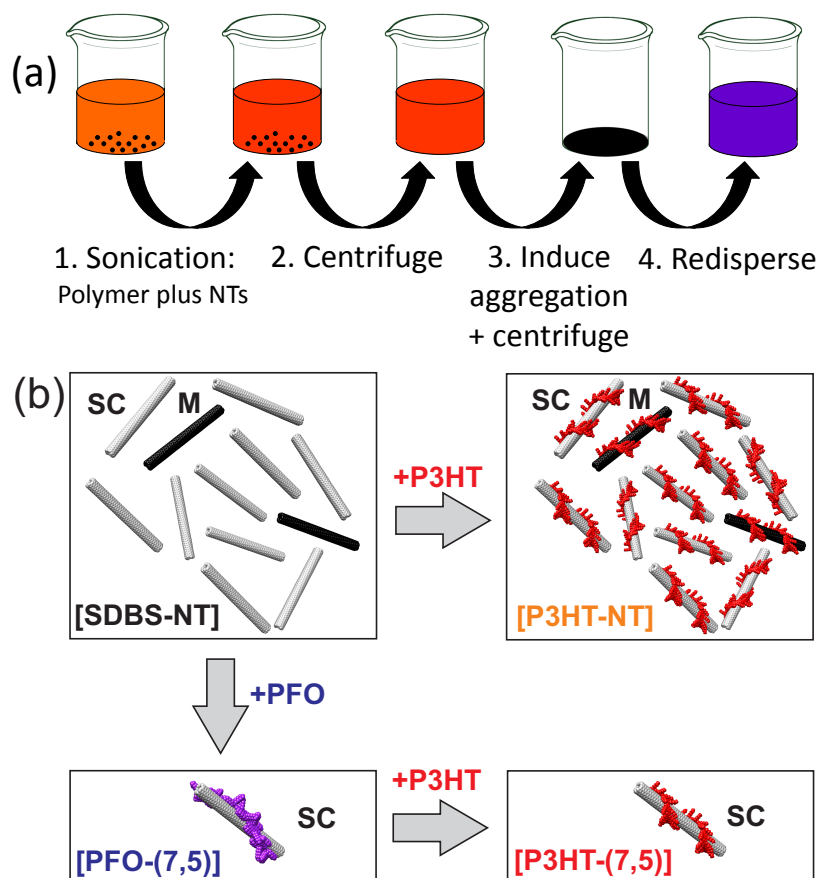 (a)
1. Sonication:
Polymer plus NTs
2. Centrifuge
3. Induce
aggregation
+ centrifuge
4. Redisperse
(b)
SC
M
[SDBS-NT]
+P3HT
SC
M
[P3HT-NT]
+PFO
SC
[PFO-(7,5)]
+P3HT
SC
[P3HT-(7,5)]